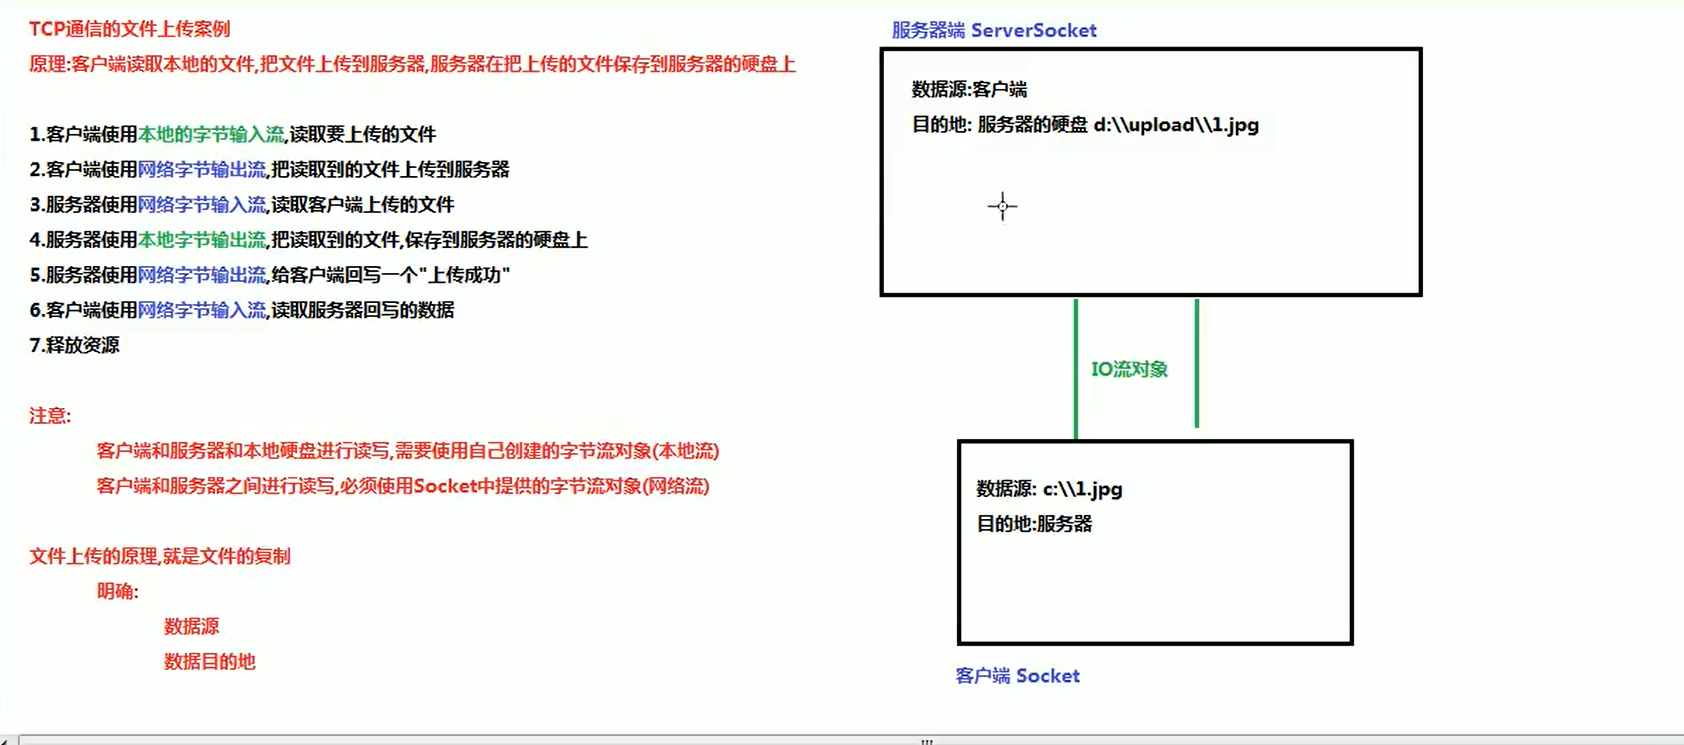 TCP通信的文件上传案例
原理:客户端读取本地的文件,把文件上传到服务器,服务器在把上传的文件保存到服务器的硬盘上
1.客户端使用本地的字节输入流,读取要上传的文件
2.客户端使用网络字节输出流,把读取到的文件上传到服务器
3.服务器使用网络字节输入流,读取客户端上传的文件
4.服务器使用本地字节输出流,把读取到的文件,保存到服务器的硬盘上
5.服务器使用网络字节输出流,给客户端回写一个"上传成功"
6.客户端使用网络字节输入流,读取服务器回写的数据
7.释放资源
注意:
客户端和服务器和本地硬盘进行读写,需要使用自己创建的字节流对象(本地流)
客户端和服务器之间进行读写,必须使用Socket中提供的字节流对象(网络流)
文件上传的原理,就是文件的复制
明确:
数据源
数据目的地
服务器端 ServerSocket
数据源:客户端
目的地: 服务器的硬盘 d:\\upload\\1.jpg
IO流对象
数据源: c:\\1.jpg
目的地:服务器
客户端 Socket